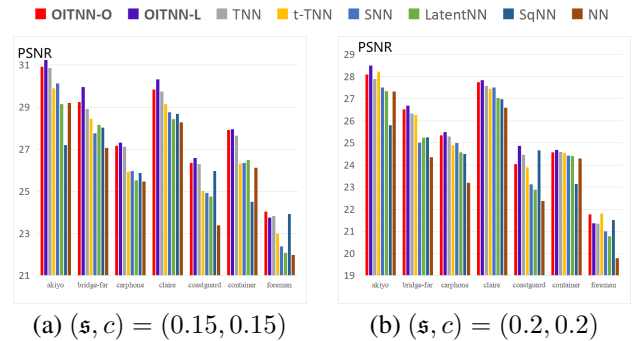 OITNN-O OITNN-L TNN t-TNN SNN LatentNN SqNN NN
PSNR
31
29
27
25
23
21
akiyo bridge-far carphone claire coastguard container foreman
(a) (𝔰, c) = (0.15, 0.15)
PSNR
29
28
27
26
25
24
23
22
21
20
19
akiyo bridge-far carphone claire coastguard container foreman
(b) (𝔰, c) = (0.2, 0.2)